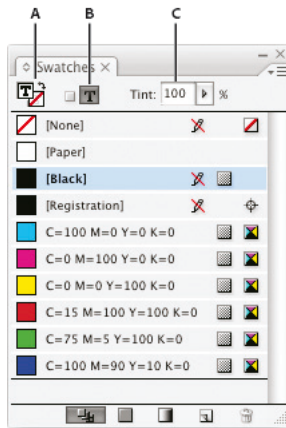 A B C
Swatches
T T Tint: 100 %
[None]
[Paper]
[Black]
[Registration]
C=100 M=0 Y=0 K=0
C=0 M=100 Y=0 K=0
C=0 M=0 Y=100 K=0
C=15 M=100 Y=100 K=0
C=75 M=5 Y=100 K=0
C=100 M=90 Y=10 K=0